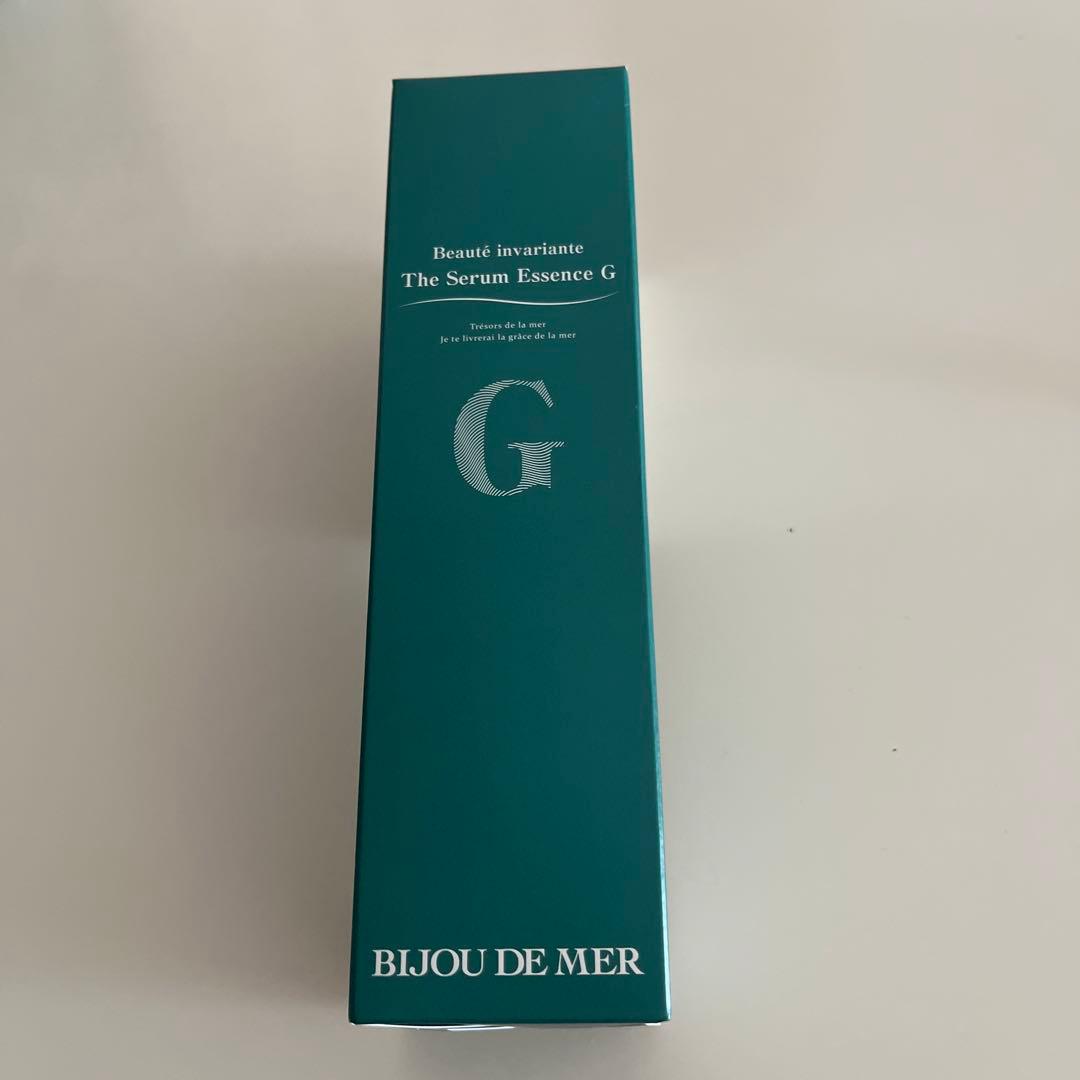 Beauté invariante
The Serum Essence G
Trésors de la mer
Je te livrerai la grâce de la mer
G
BIJOU DE MER